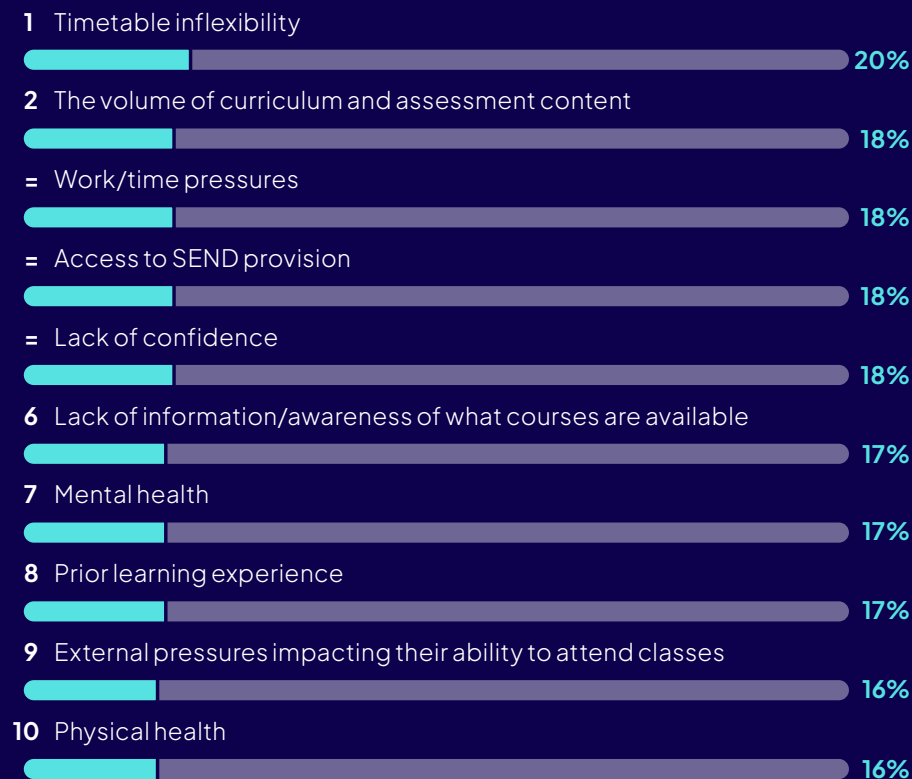 1 Timetable inflexibility
20%
2 The volume of curriculum and assessment content
18%
= Work/time pressures
18%
= Access to SEND provision
18%
= Lack of confidence
18%
6 Lack of information/awareness of what courses are available
17%
7 Mental health
17%
8 Prior learning experience
17%
9 External pressures impacting their ability to attend classes
16%
10 Physical health
16%